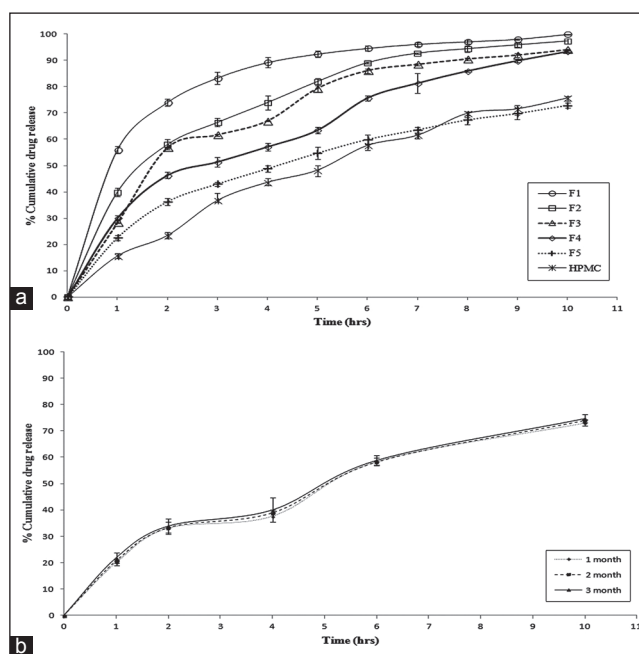 100
90
80
70
60
50
40
30
20
10
0
% Cumulative drug release
F1
F2
F3
F4
F5
HPMC
0 1 2 3 4 5 6 7 8 9 10 11
Time (hrs)
a
100
90
80
70
60
50
40
30
20
10
0
% Cumulative drug release
1 month
2 month
3 month
0 1 2 3 4 5 6 7 8 9 10 11
Time (hrs)
b